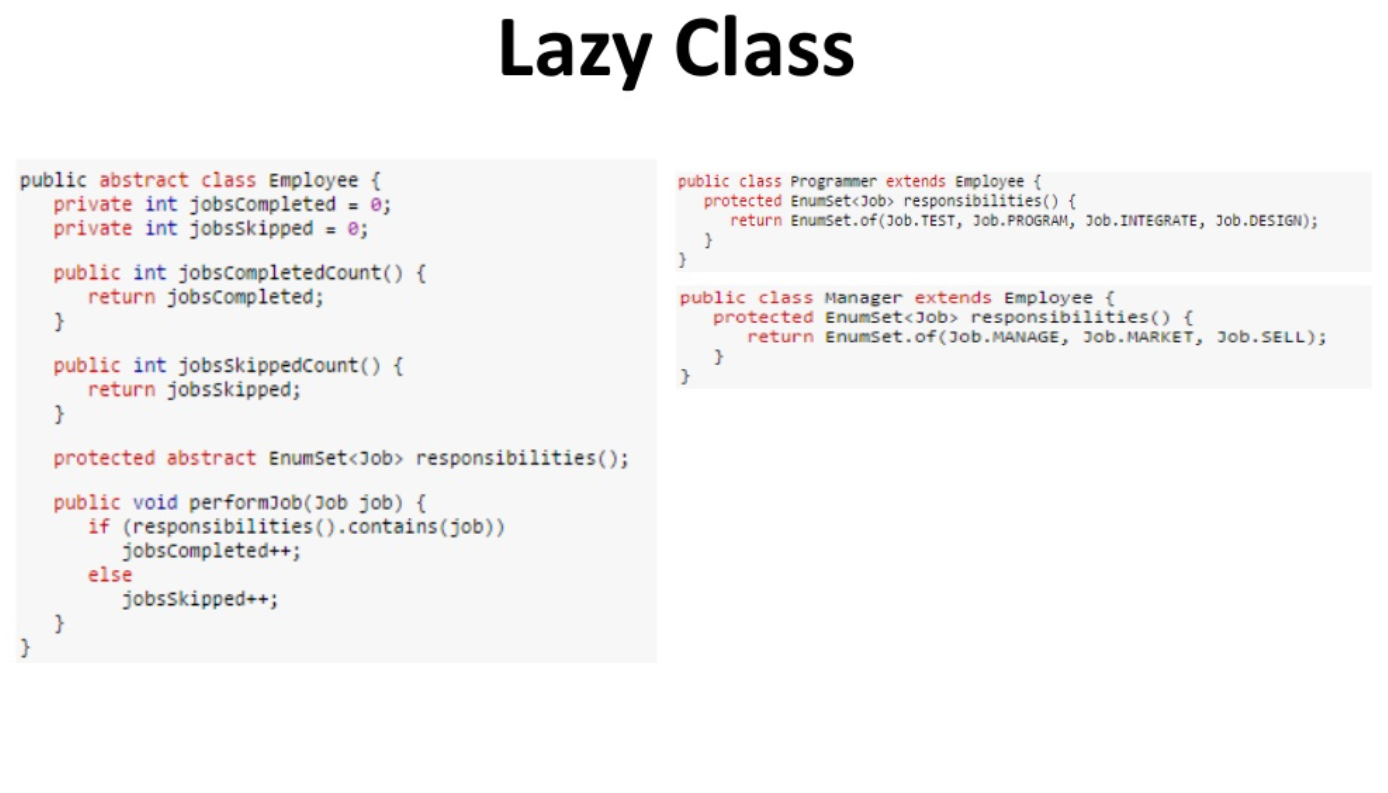 Lazy Class
public abstract class Employee {
private int jobsCompleted = 0;
private int jobsSkipped = 0;
public int jobsCompletedCount() {
return jobsCompleted;
}
public int jobsSkippedCount() {
return jobsSkipped;
}
protected abstract EnumSet<Job> responsibilities();
public void performJob(Job job) {
if (responsibilities().contains(job))
jobsCompleted++;
else
jobsSkipped++;
}
}
public class Programmer extends Employee {
protected EnumSet<Job> responsibilities() {
return EnumSet.of(Job.TEST, Job.PROGRAM, Job.INTEGRATE, Job.DESIGN);
}
}
public class Manager extends Employee {
protected EnumSet<Job> responsibilities() {
return EnumSet.of(Job.MANAGE, Job.MARKET, Job.SELL);
}
}